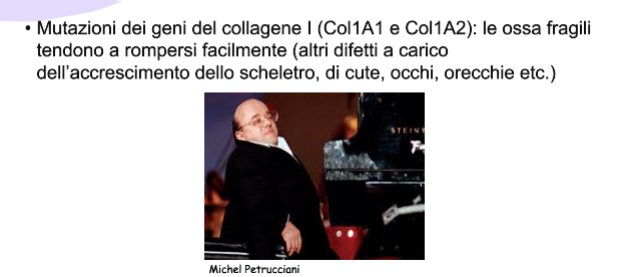 • Mutazioni dei geni del collagene I (Col1A1 e Col1A2): le ossa fragili
tendono a rompersi facilmente (altri difetti a carico
dell'accrescimento dello scheletro, di cute, occhi, orecchie etc.)
STEIN
Michel Petrucciani